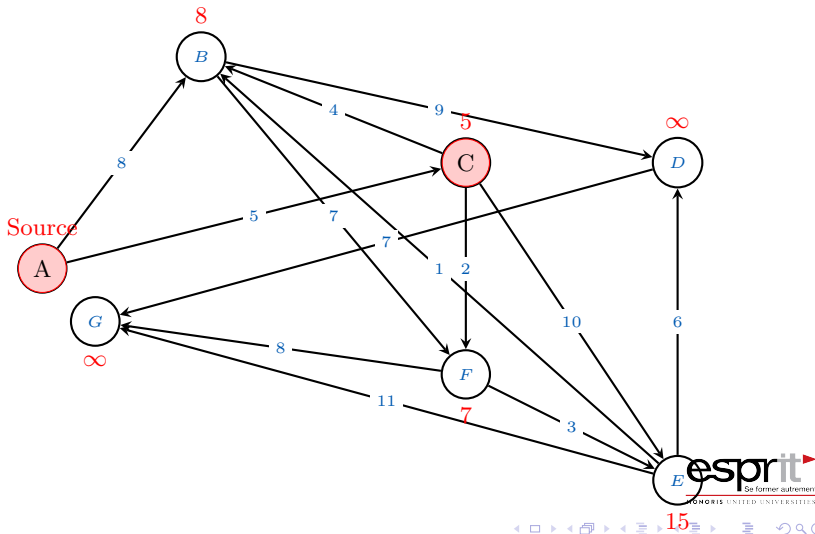 8
B
9
4
5
∞
C
D
8
5
7
Source
7
A
1
2
G
10
6
8
∞
F
11
7
3
E
esprit
Se former autrement
HONORIS UNITED UNIVERSITIES
15